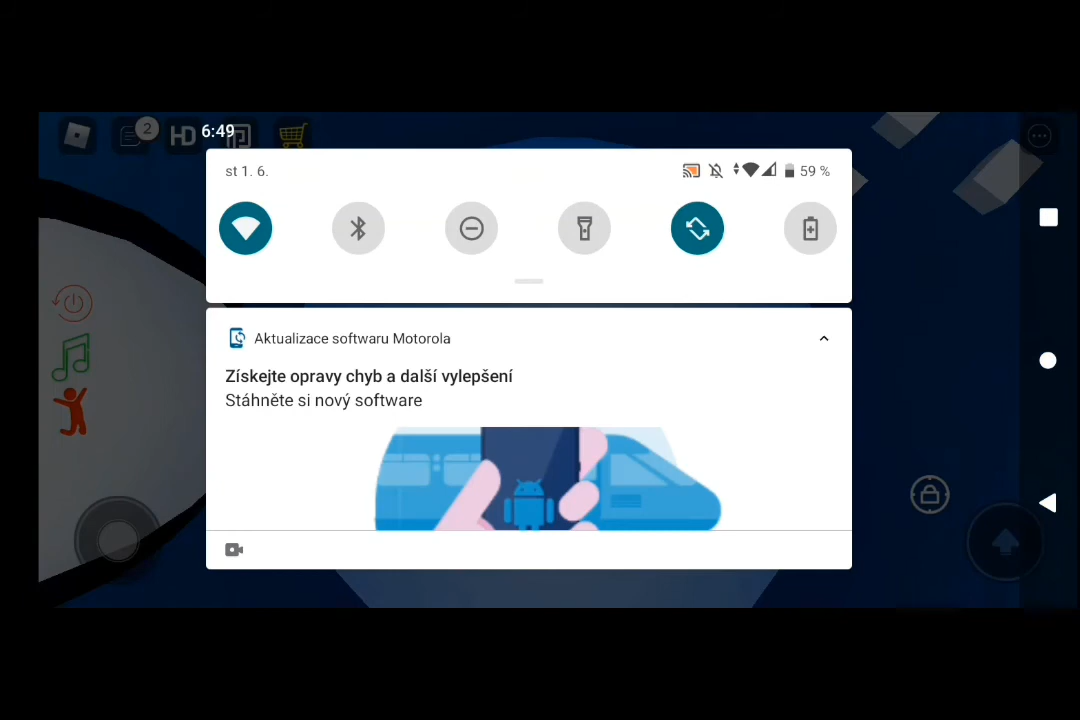 2
HD
6:49
st 1. 6.
59 %
Aktualizace softwaru Motorola
Získejte opravy chyb a další vylepšení
Stáhněte si nový software